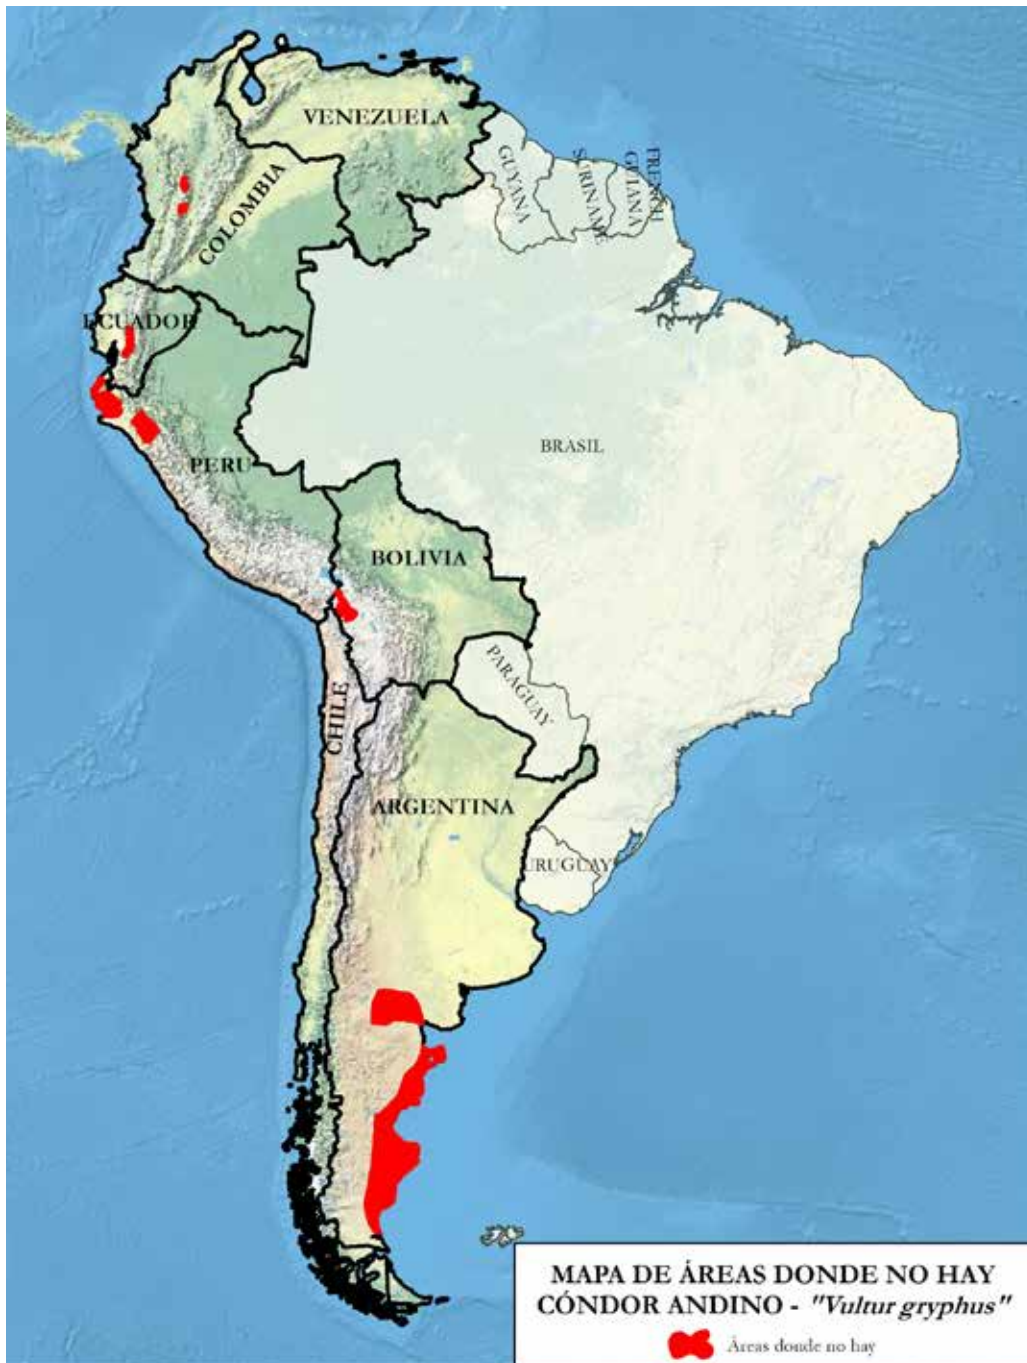 VENEZUELA
GUYANA
SURINAME
FRENCH
GUIANA
COLOMBIA
ECUADOR
BRASIL
PERU
BOLIVIA
PARAGUAY
CHILE
ARGENTINA
URUGUAY
MAPA DE ÁREAS DONDE NO HAY
CÓNDOR ANDINO - "Vultur gryphus"
Áreas donde no hay